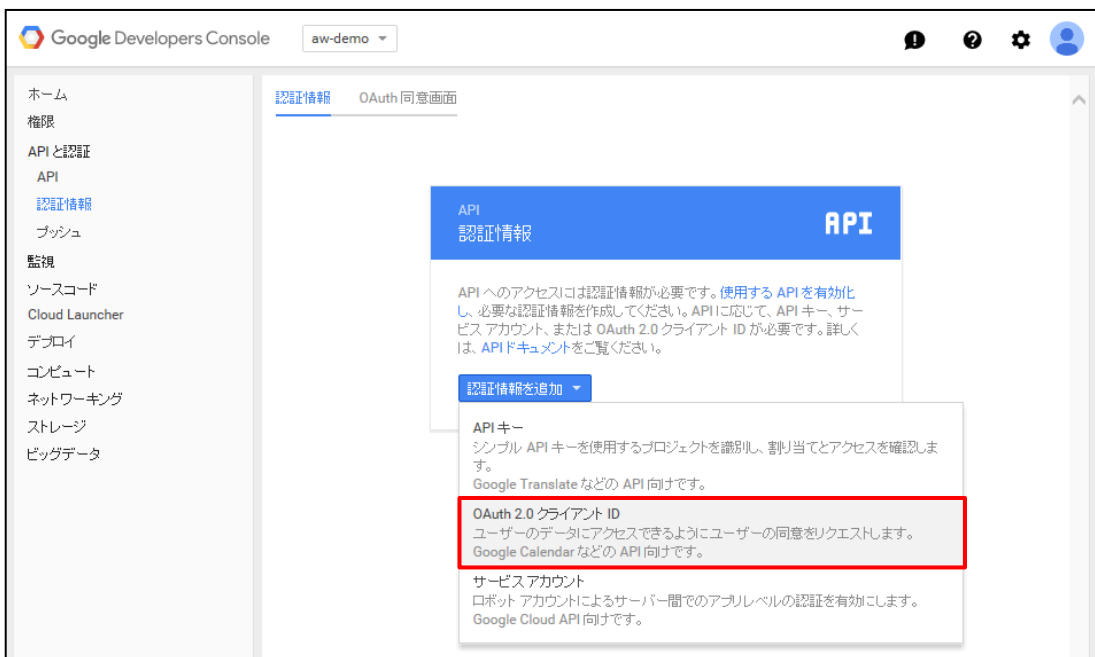 Google Developers Console
aw-demo
ホーム
権限
API と認証
API
認証情報
プッシュ
監視
ソースコード
Cloud Launcher
デプロイ
コンピュート
ネットワーキング
ストレージ
ビッグデータ
認証情報 OAuth 同意画面
API
認証情報
API
API へのアクセスには認証情報が必要です。使用する API を有効化
し、必要な認証情報を作成してください。API に応じて、API キー、サー
ビス アカウント、または OAuth 2.0 クライアント ID が必要です。詳しく
は、API ドキュメントをご覧ください。
認証情報を追加
API キー
シンプル API キーを使用するプロジェクトを識別し、割り当てとアクセスを確認しま
す。
Google Translate などの API 向けです。
OAuth 2.0 クライアント ID
ユーザーのデータにアクセスできるようにユーザーの同意をリクエストします。
Google Calendar などの API 向けです。
サービス アカウント
ロボット アカウントによるサーバー間でのアプリレベルの認証を有効にします。
Google Cloud API 向けです。